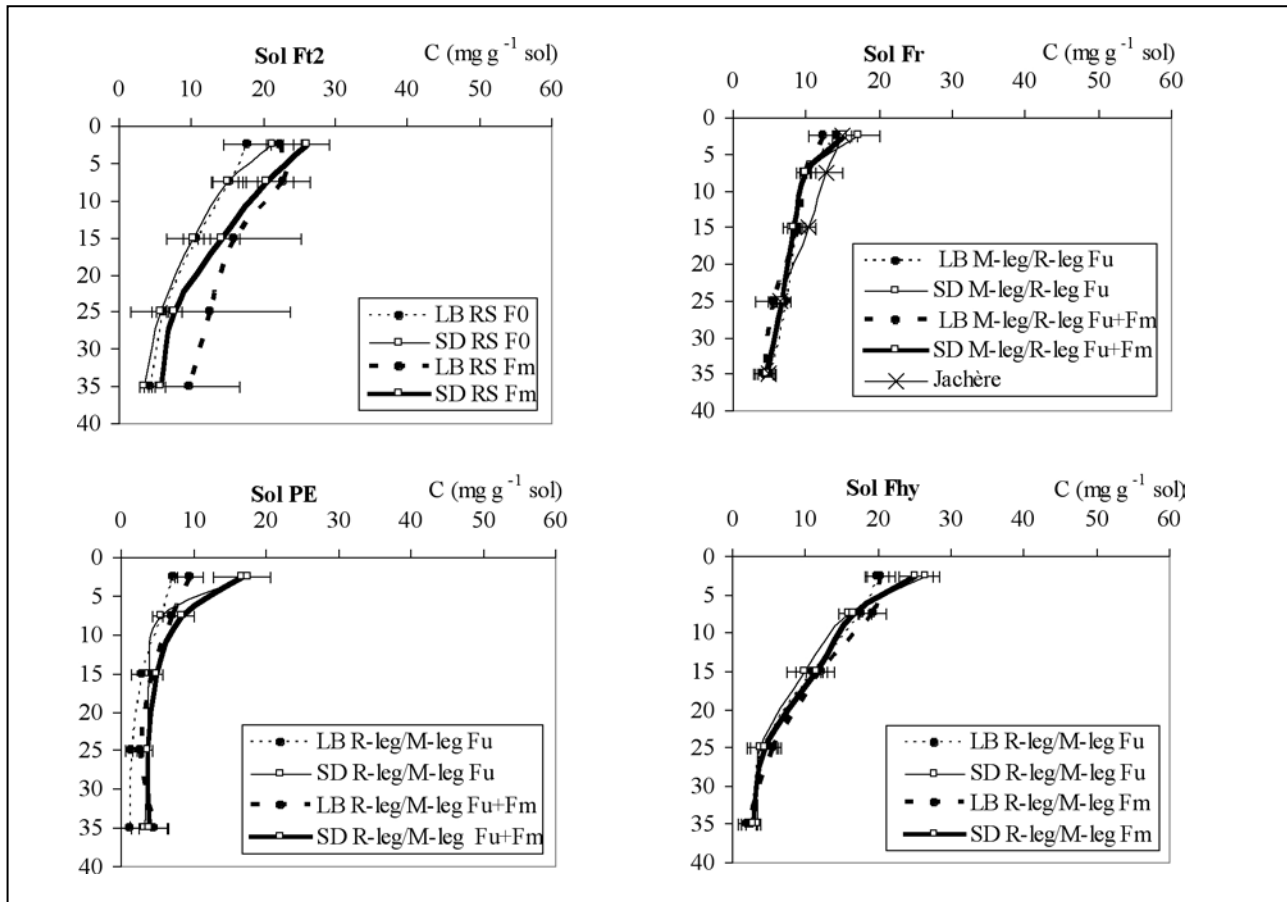 Sol Ft2
C (mg g -1 sol)
0 10 20 30 40 50 60
0
5
10
15
20
25
30
35
40
LB RS F0
SD RS F0
LB RS Fm
SD RS Fm
Sol Fr
C (mg g -1 sol)
0 10 20 30 40 50 60
0
5
10
15
20
25
30
35
40
LB M-leg/R-leg Fu
SD M-leg/R-leg Fu
LB M-leg/R-leg Fu+Fm
SD M-leg/R-leg Fu+Fm
Jachère
Sol PE
C (mg g -1 sol)
0 10 20 30 40 50 60
0
5
10
15
20
25
30
35
40
LB R-leg/M-leg Fu
SD R-leg/M-leg Fu
LB R-leg/M-leg Fu+Fm
SD R-leg/M-leg Fu+Fm
Sol Fhy
C (mg g -1 sol)
0 10 20 30 40 50 60
0
5
10
15
20
25
30
35
40
LB R-leg/M-leg Fu
SD R-leg/M-leg Fu
LB R-leg/M-leg Fm
SD R-leg/M-leg Fm